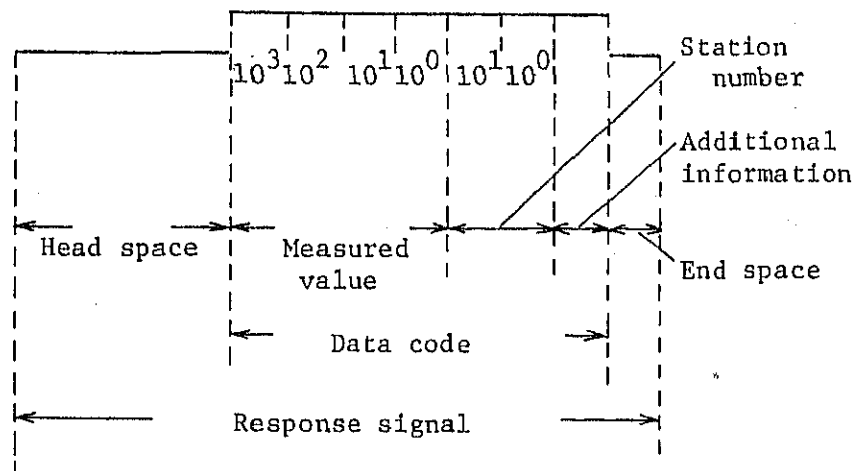 Station
number
10³ 10² 10¹ 10⁰ 10¹ 10⁰
Additional
information
Head space
Measured
value
End space
Data code
Response signal